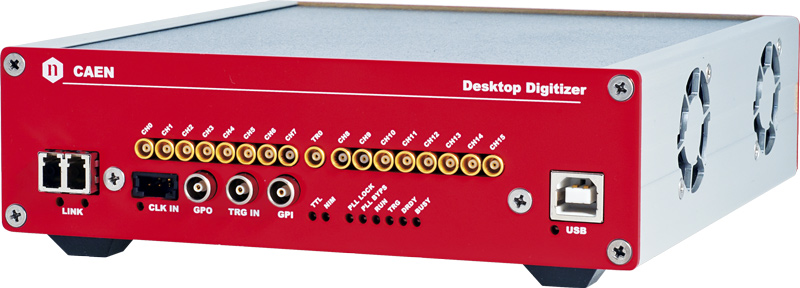 n CAEN
Desktop Digitizer
CH0 CH1 CH2 CH3 CH4 CH5 CH6 CH7 TR0 CH8 CH9 CH10 CH11 CH12 CH13 CH14 CH15
LINK
CLK IN
GPO
TRG IN
GPI
TTL
NIM
PLL LOCK
PLL BYPS
RUN
TRG
DRDY
BUSY
USB